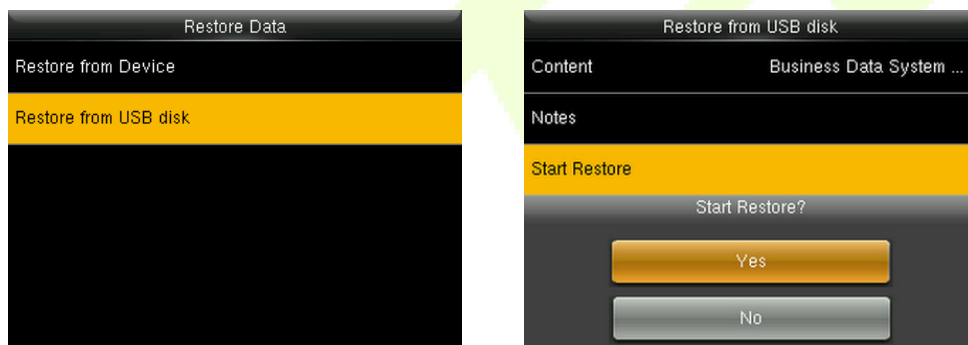 Restore Data
Restore from Device
Restore from USB disk
Restore from USB disk
Content Business Data System ...
Notes
Start Restore
Start Restore?
Yes
No